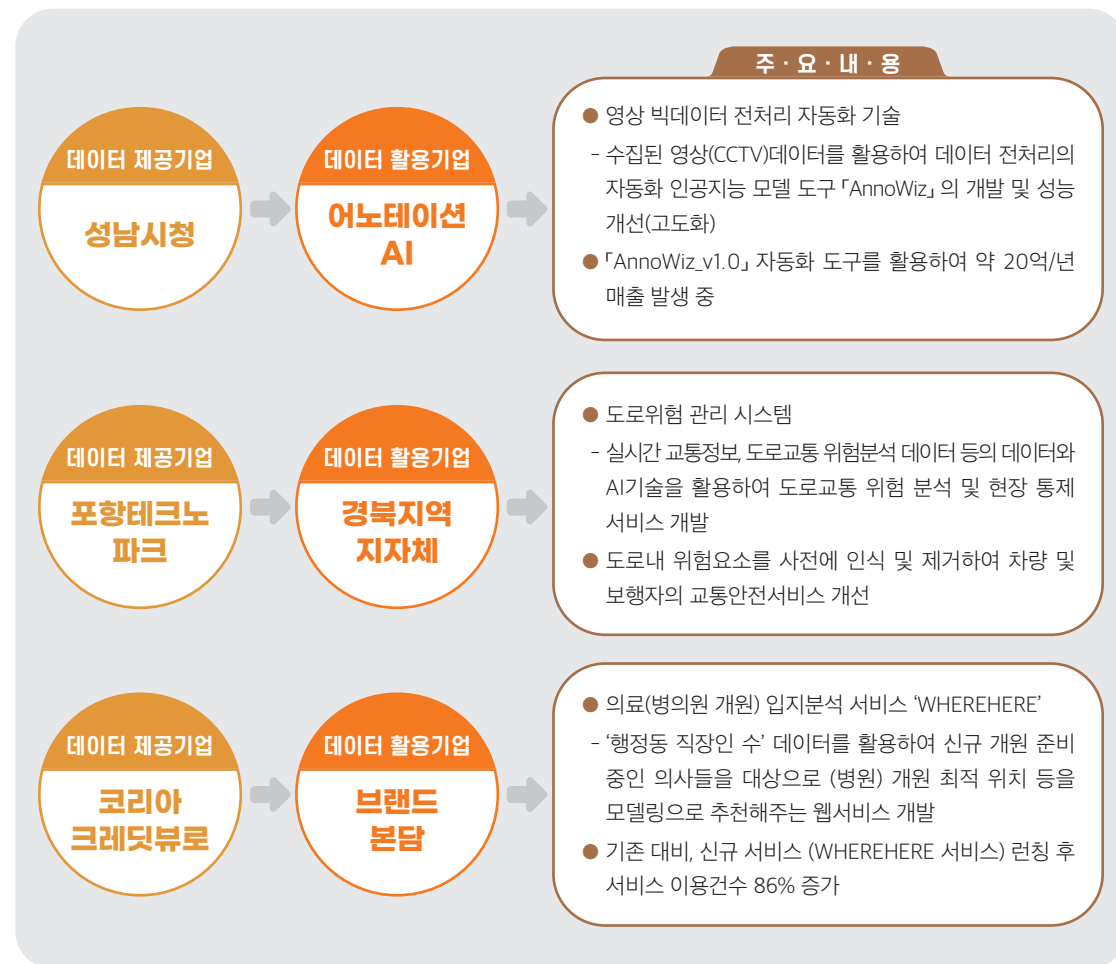 주·요·내·용
데이터 제공기업
성남시청
데이터 활용기업
어노테이션
AI
● 영상 빅데이터 전처리 자동화 기술
- 수집된 영상(CCTV)데이터를 활용하여 데이터 전처리의
자동화 인공지능 모델 도구 「AnnoWiz」의 개발 및 성능
개선(고도화)
● 「AnnoWiz_v1.0」 자동화 도구를 활용하여 약 20억/년
매출 발생 중
데이터 제공기업
포항테크노
파크
데이터 활용기업
경북지역
지자체
● 도로위험 관리 시스템
- 실시간 교통정보, 도로교통 위험분석 데이터 등의 데이터와
AI기술을 활용하여 도로교통 위험 분석 및 현장 통제
서비스 개발
● 도로내 위험요소를 사전에 인식 및 제거하여 차량 및
보행자의 교통안전서비스 개선
데이터 제공기업
코리아
크레딧뷰로
데이터 활용기업
브랜드
본담
● 의료(병의원 개원) 입지분석 서비스 ‘WHEREHERE’
- ‘행정동 직장인 수’ 데이터를 활용하여 신규 개원 준비
중인 의사들을 대상으로 (병원) 개원 최적 위치 등을
모델링으로 추천해주는 웹서비스 개발
● 기존 대비, 신규 서비스 (WHEREHERE 서비스) 런칭 후
서비스 이용건수 86% 증가